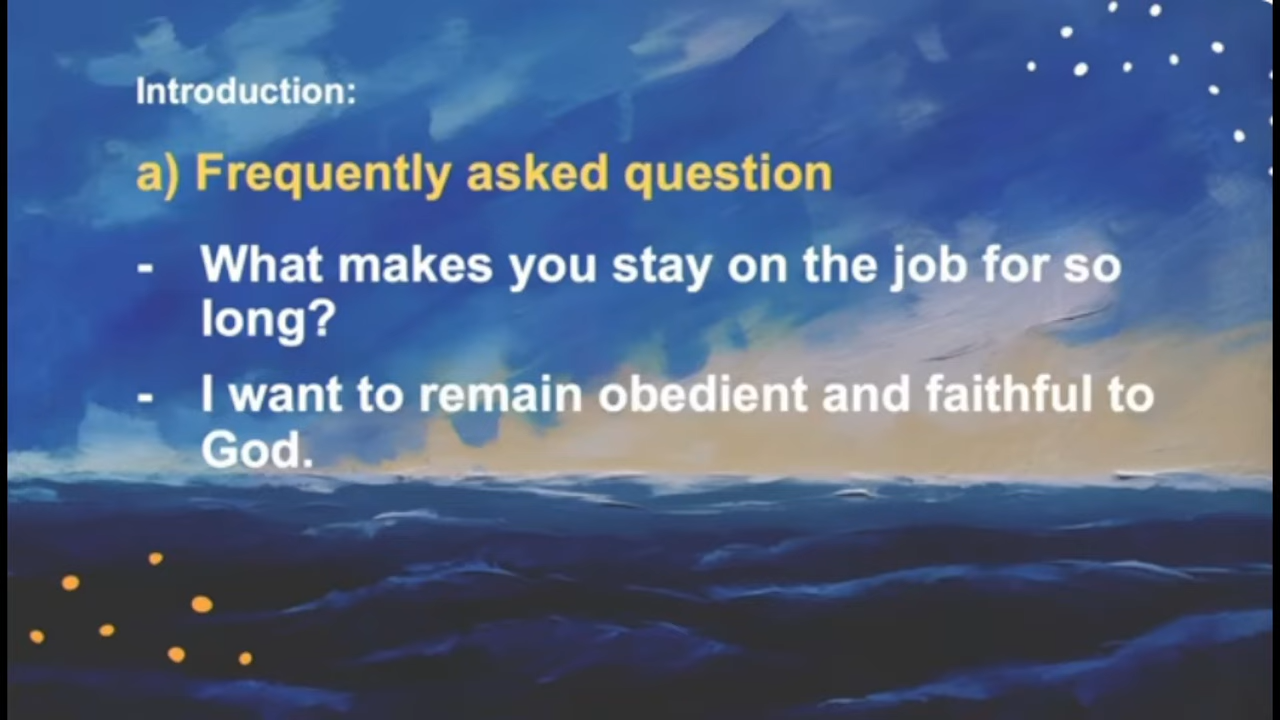 Introduction:
a) Frequently asked question
- What makes you stay on the job for so
long?
- I want to remain obedient and faithful to
God.